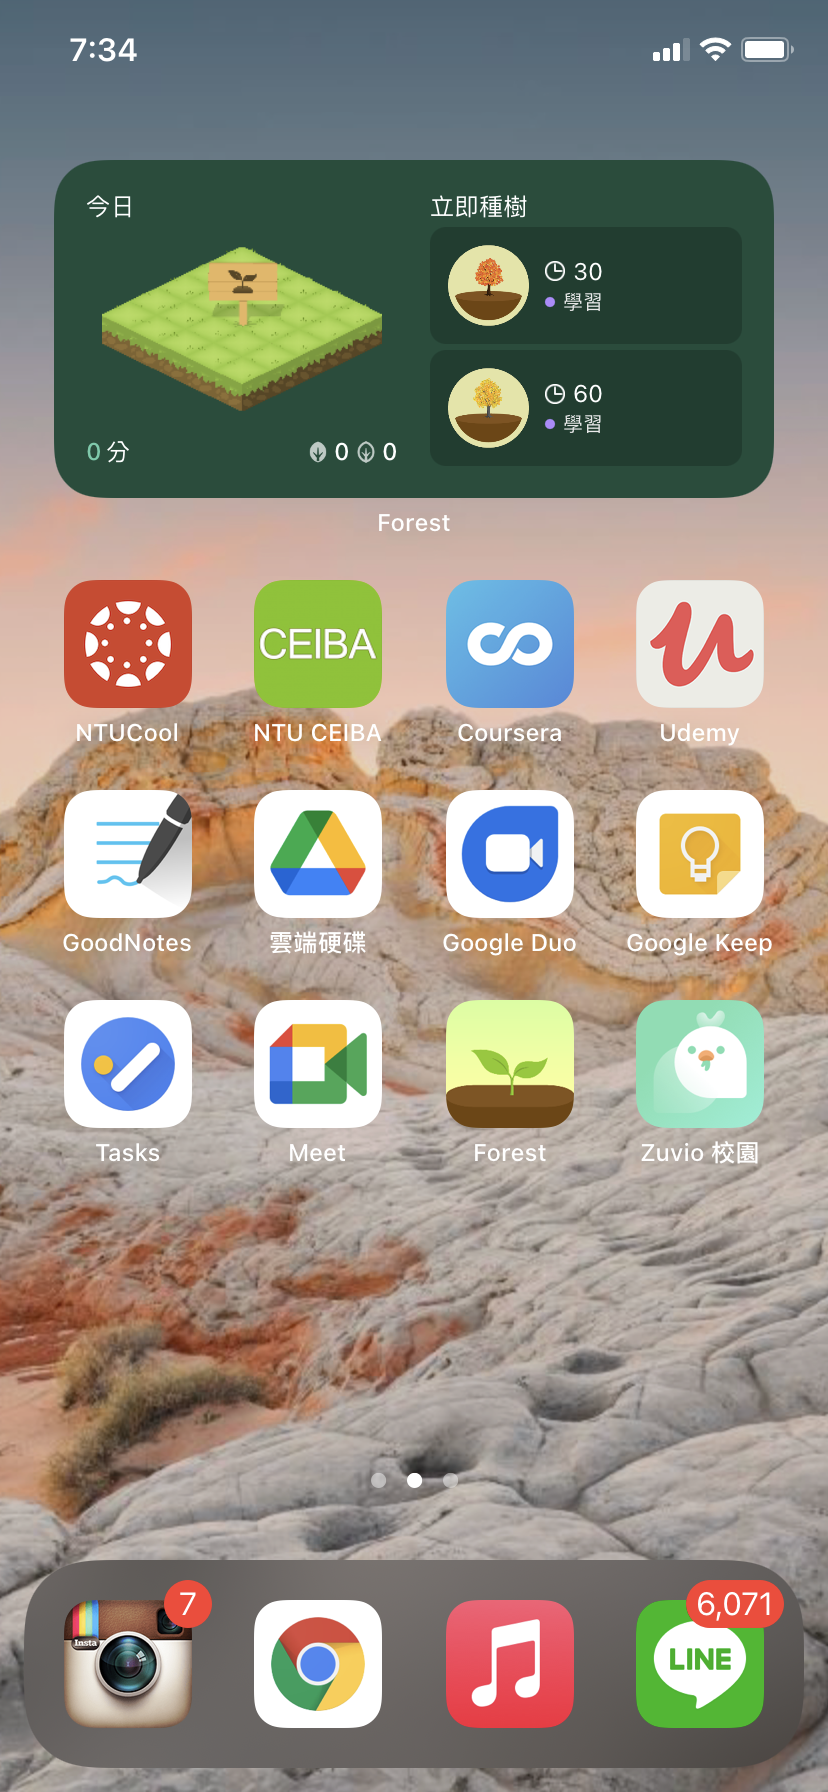 7:34
今日
立即種樹
30
學習
60
學習
0 分
0 0
Forest
CEIBA
NTUCool
NTU CEIBA
Coursera
Udemy
GoodNotes
雲端硬碟
Google Duo
Google Keep
Tasks
Meet
Forest
Zuvio 校園
7
6,071
Insta
LINE